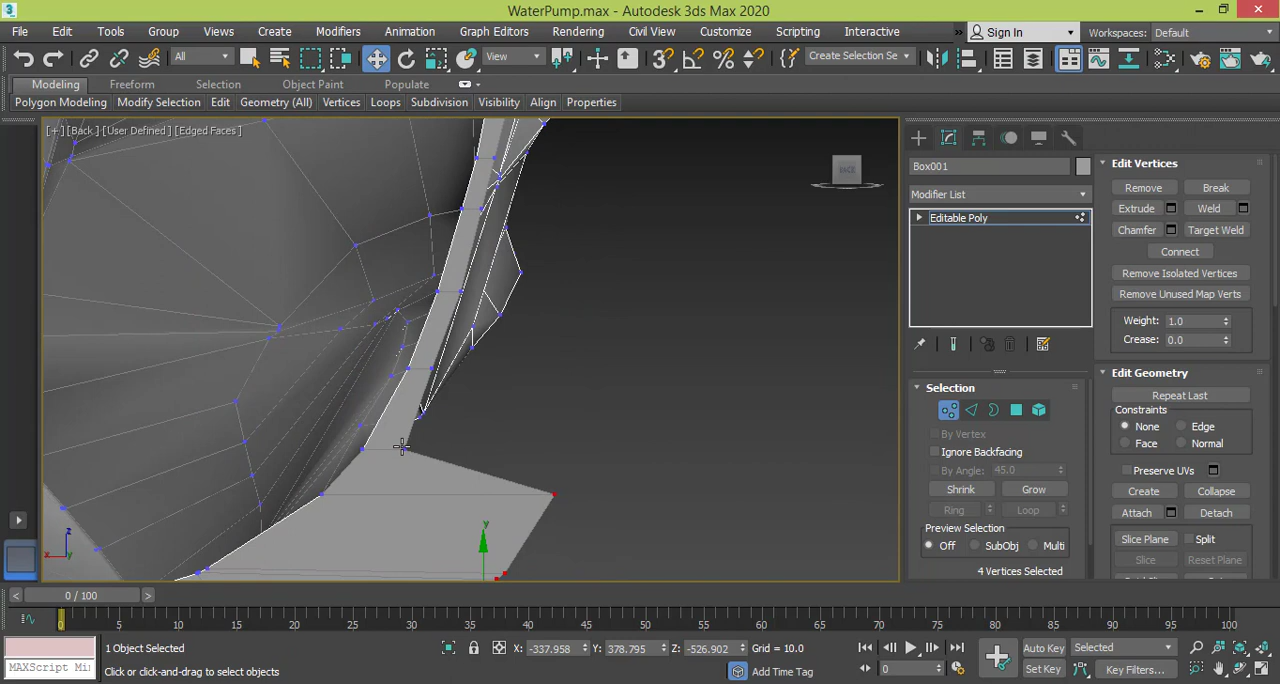 WaterPump.max - Autodesk 3ds Max 2020
File Edit Tools Group Views Create Modifiers Animation Graph Editors Rendering Civil View Customize Scripting Interactive » Sign In Workspaces: Default
All View Create Selection Se
Modeling Freeform Selection Object Paint Populate
Polygon Modeling Modify Selection Edit Geometry (All) Vertices Loops Subdivision Visibility Align Properties
[+] [Back] [User Defined] [Edged Faces]
Box001
Modifier List
Editable Poly
Selection
By Vertex
Ignore Backfacing
By Angle: 45.0
Shrink Grow
Ring Loop
Preview Selection
Off SubObj Multi
4 Vertices Selected
Edit Vertices
Remove Break
Extrude Weld
Chamfer Target Weld
Connect
Remove Isolated Vertices
Remove Unused Map Verts
Weight: 1.0
Crease: 0.0
Edit Geometry
Repeat Last
Constraints
None Edge
Face Normal
Preserve UVs
Create Collapse
Attach Detach
Slice Plane Split
Slice Reset Plane
y
z
x y
< 0 / 100 >
0 5 10 15 20 25 30 35 40 45 50 55 60 65 70 75 80 85 90 95 100
1 Object Selected X: -337.958 Y: 378.795 Z: -526.902 Grid = 10.0 Auto Key Selected
MAXScript Mi Click or click-and-drag to select objects Add Time Tag 0 Set Key Key Filters...